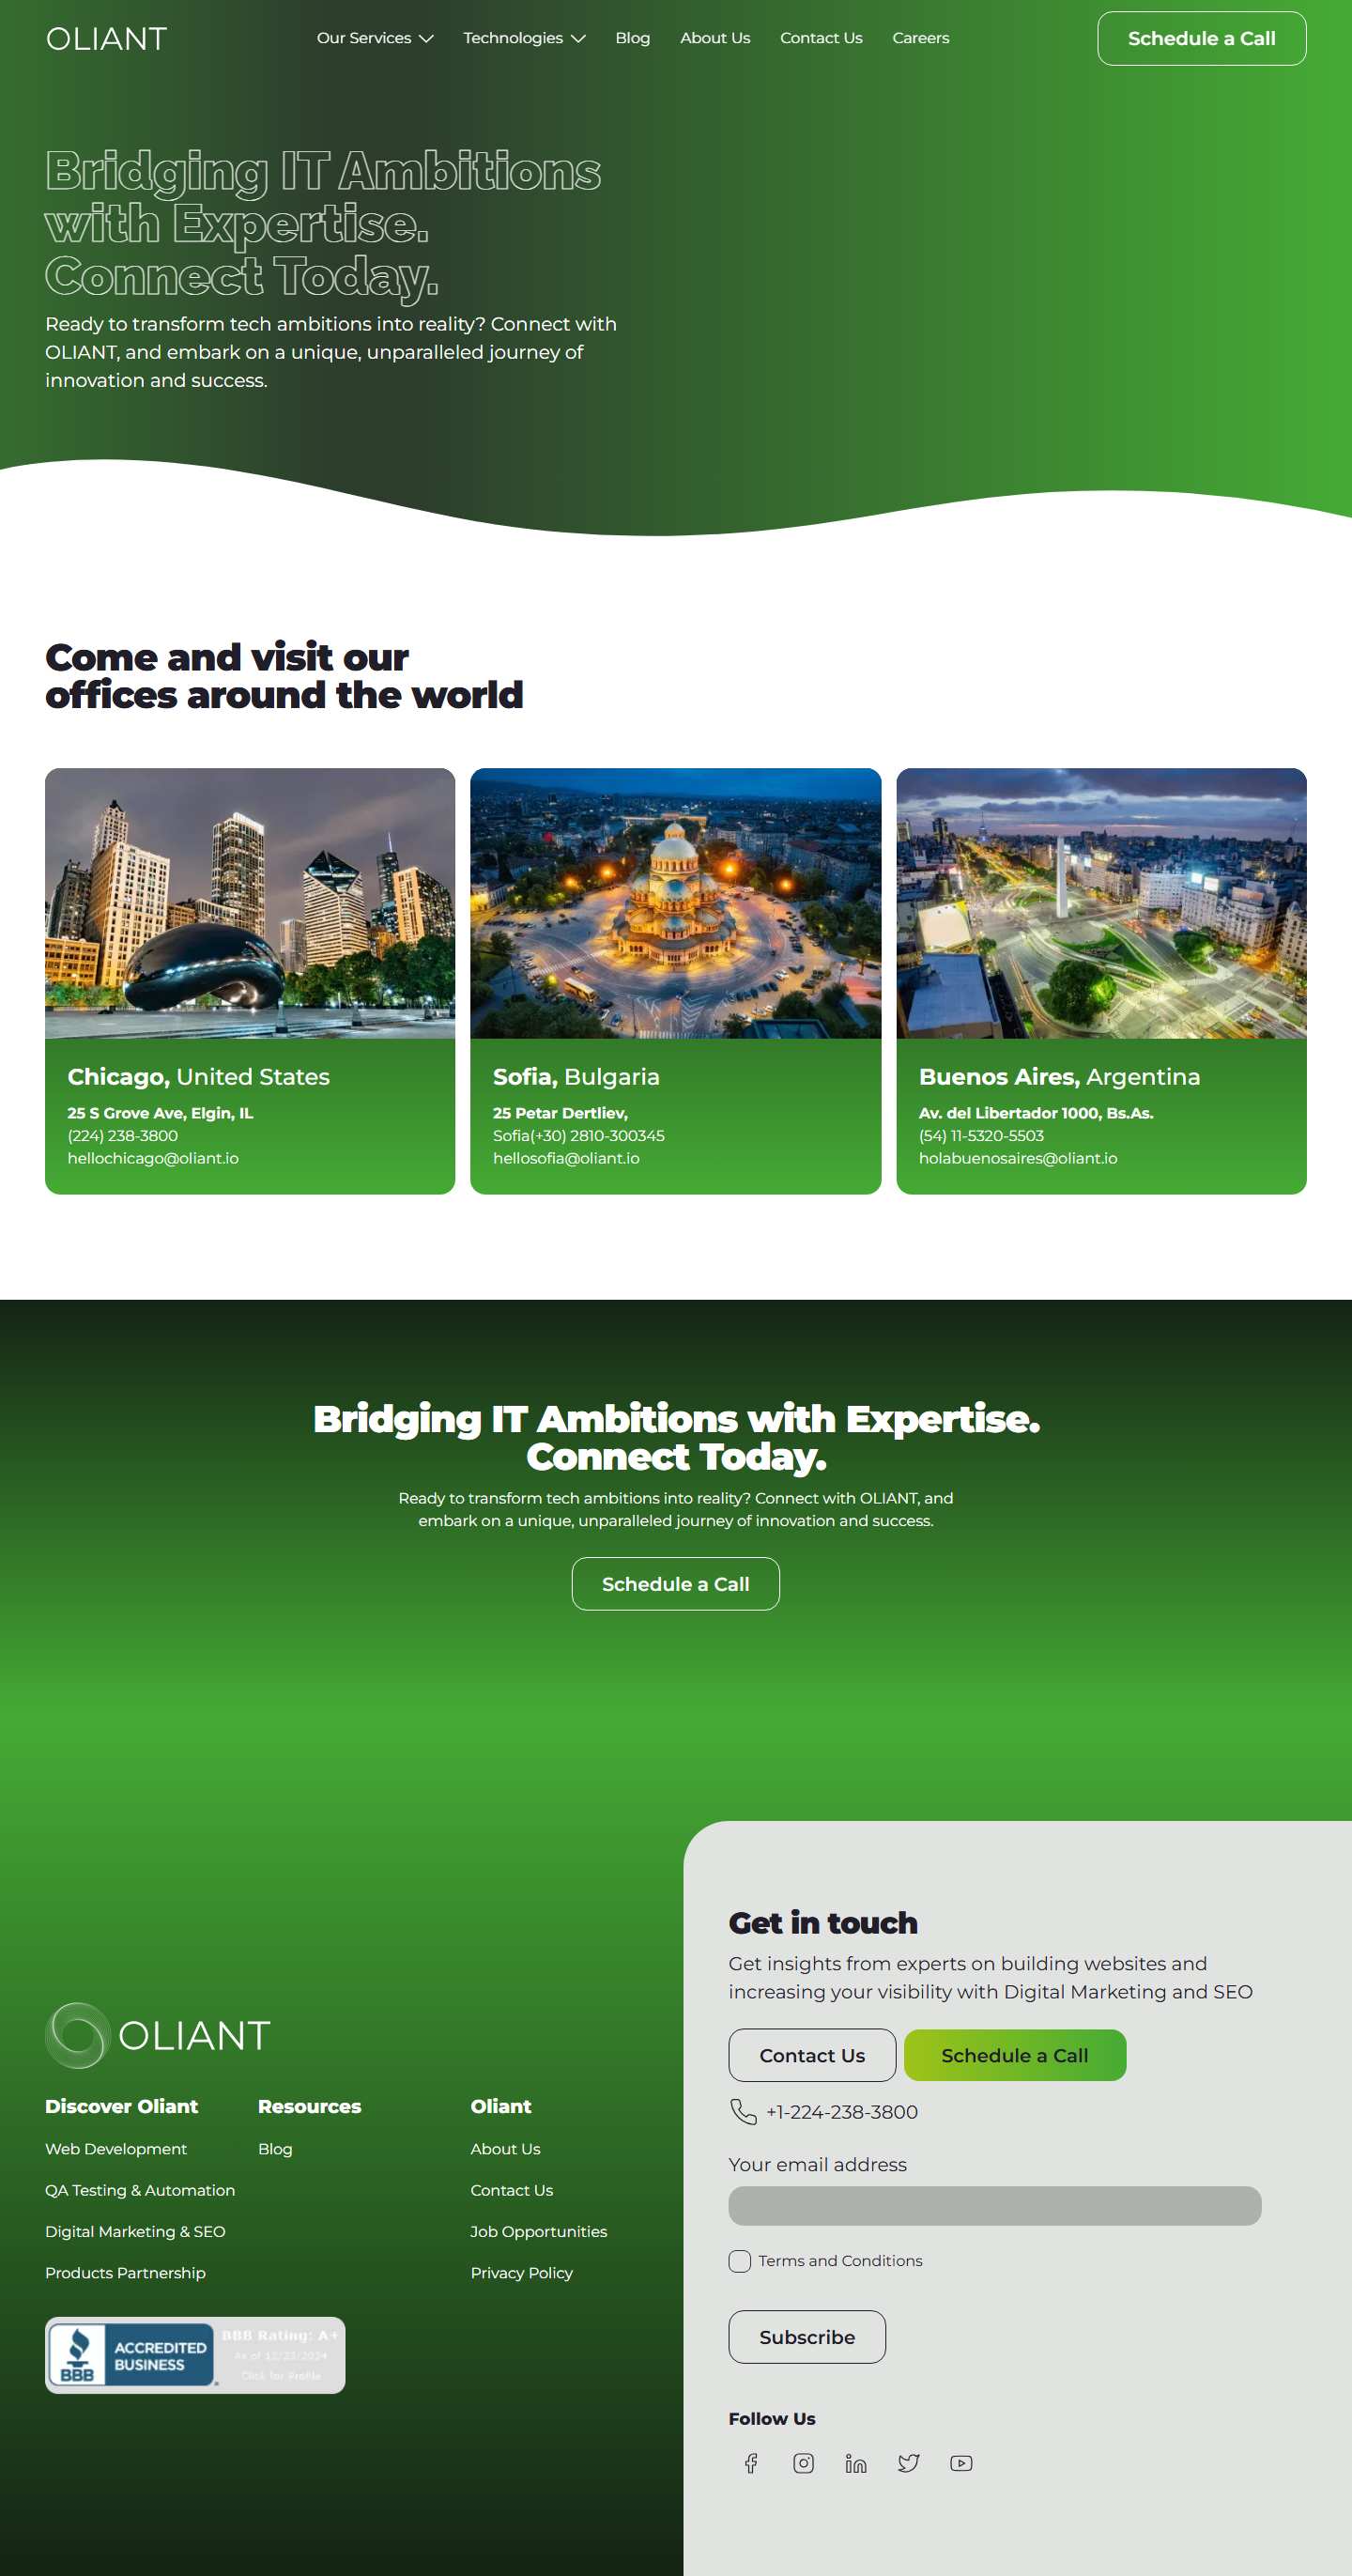 OLIANT
Our Services
Technologies
Blog
About Us
Contact Us
Careers
Schedule a Call
Bridging IT Ambitions
with Expertise.
Connect Today.
Ready to transform tech ambitions into reality? Connect with
OLIANT, and embark on a unique, unparalleled journey of
innovation and success.
Come and visit our
offices around the world
Chicago, United States
25 S Grove Ave, Elgin, IL
(224) 238-3800
hellochicago@oliant.io
Sofia, Bulgaria
25 Petar Dertliev,
Sofia(+30) 2810-300345
hellosofia@oliant.io
Buenos Aires, Argentina
Av. del Libertador 1000, Bs.As.
(54) 11-5320-5503
holabuenosaires@oliant.io
Bridging IT Ambitions with Expertise.
Connect Today.
Ready to transform tech ambitions into reality? Connect with OLIANT, and
embark on a unique, unparalleled journey of innovation and success.
Schedule a Call
OLIANT
Discover Oliant
Web Development
QA Testing & Automation
Digital Marketing & SEO
Products Partnership
Resources
Blog
Oliant
About Us
Contact Us
Job Opportunities
Privacy Policy
BBB
ACCREDITED
BUSINESS
BBB Rating: A+
As of 12/23/2024
Click for Profile
Get in touch
Get insights from experts on building websites and
increasing your visibility with Digital Marketing and SEO
Contact Us
Schedule a Call
+1-224-238-3800
Your email address
Terms and Conditions
Subscribe
Follow Us